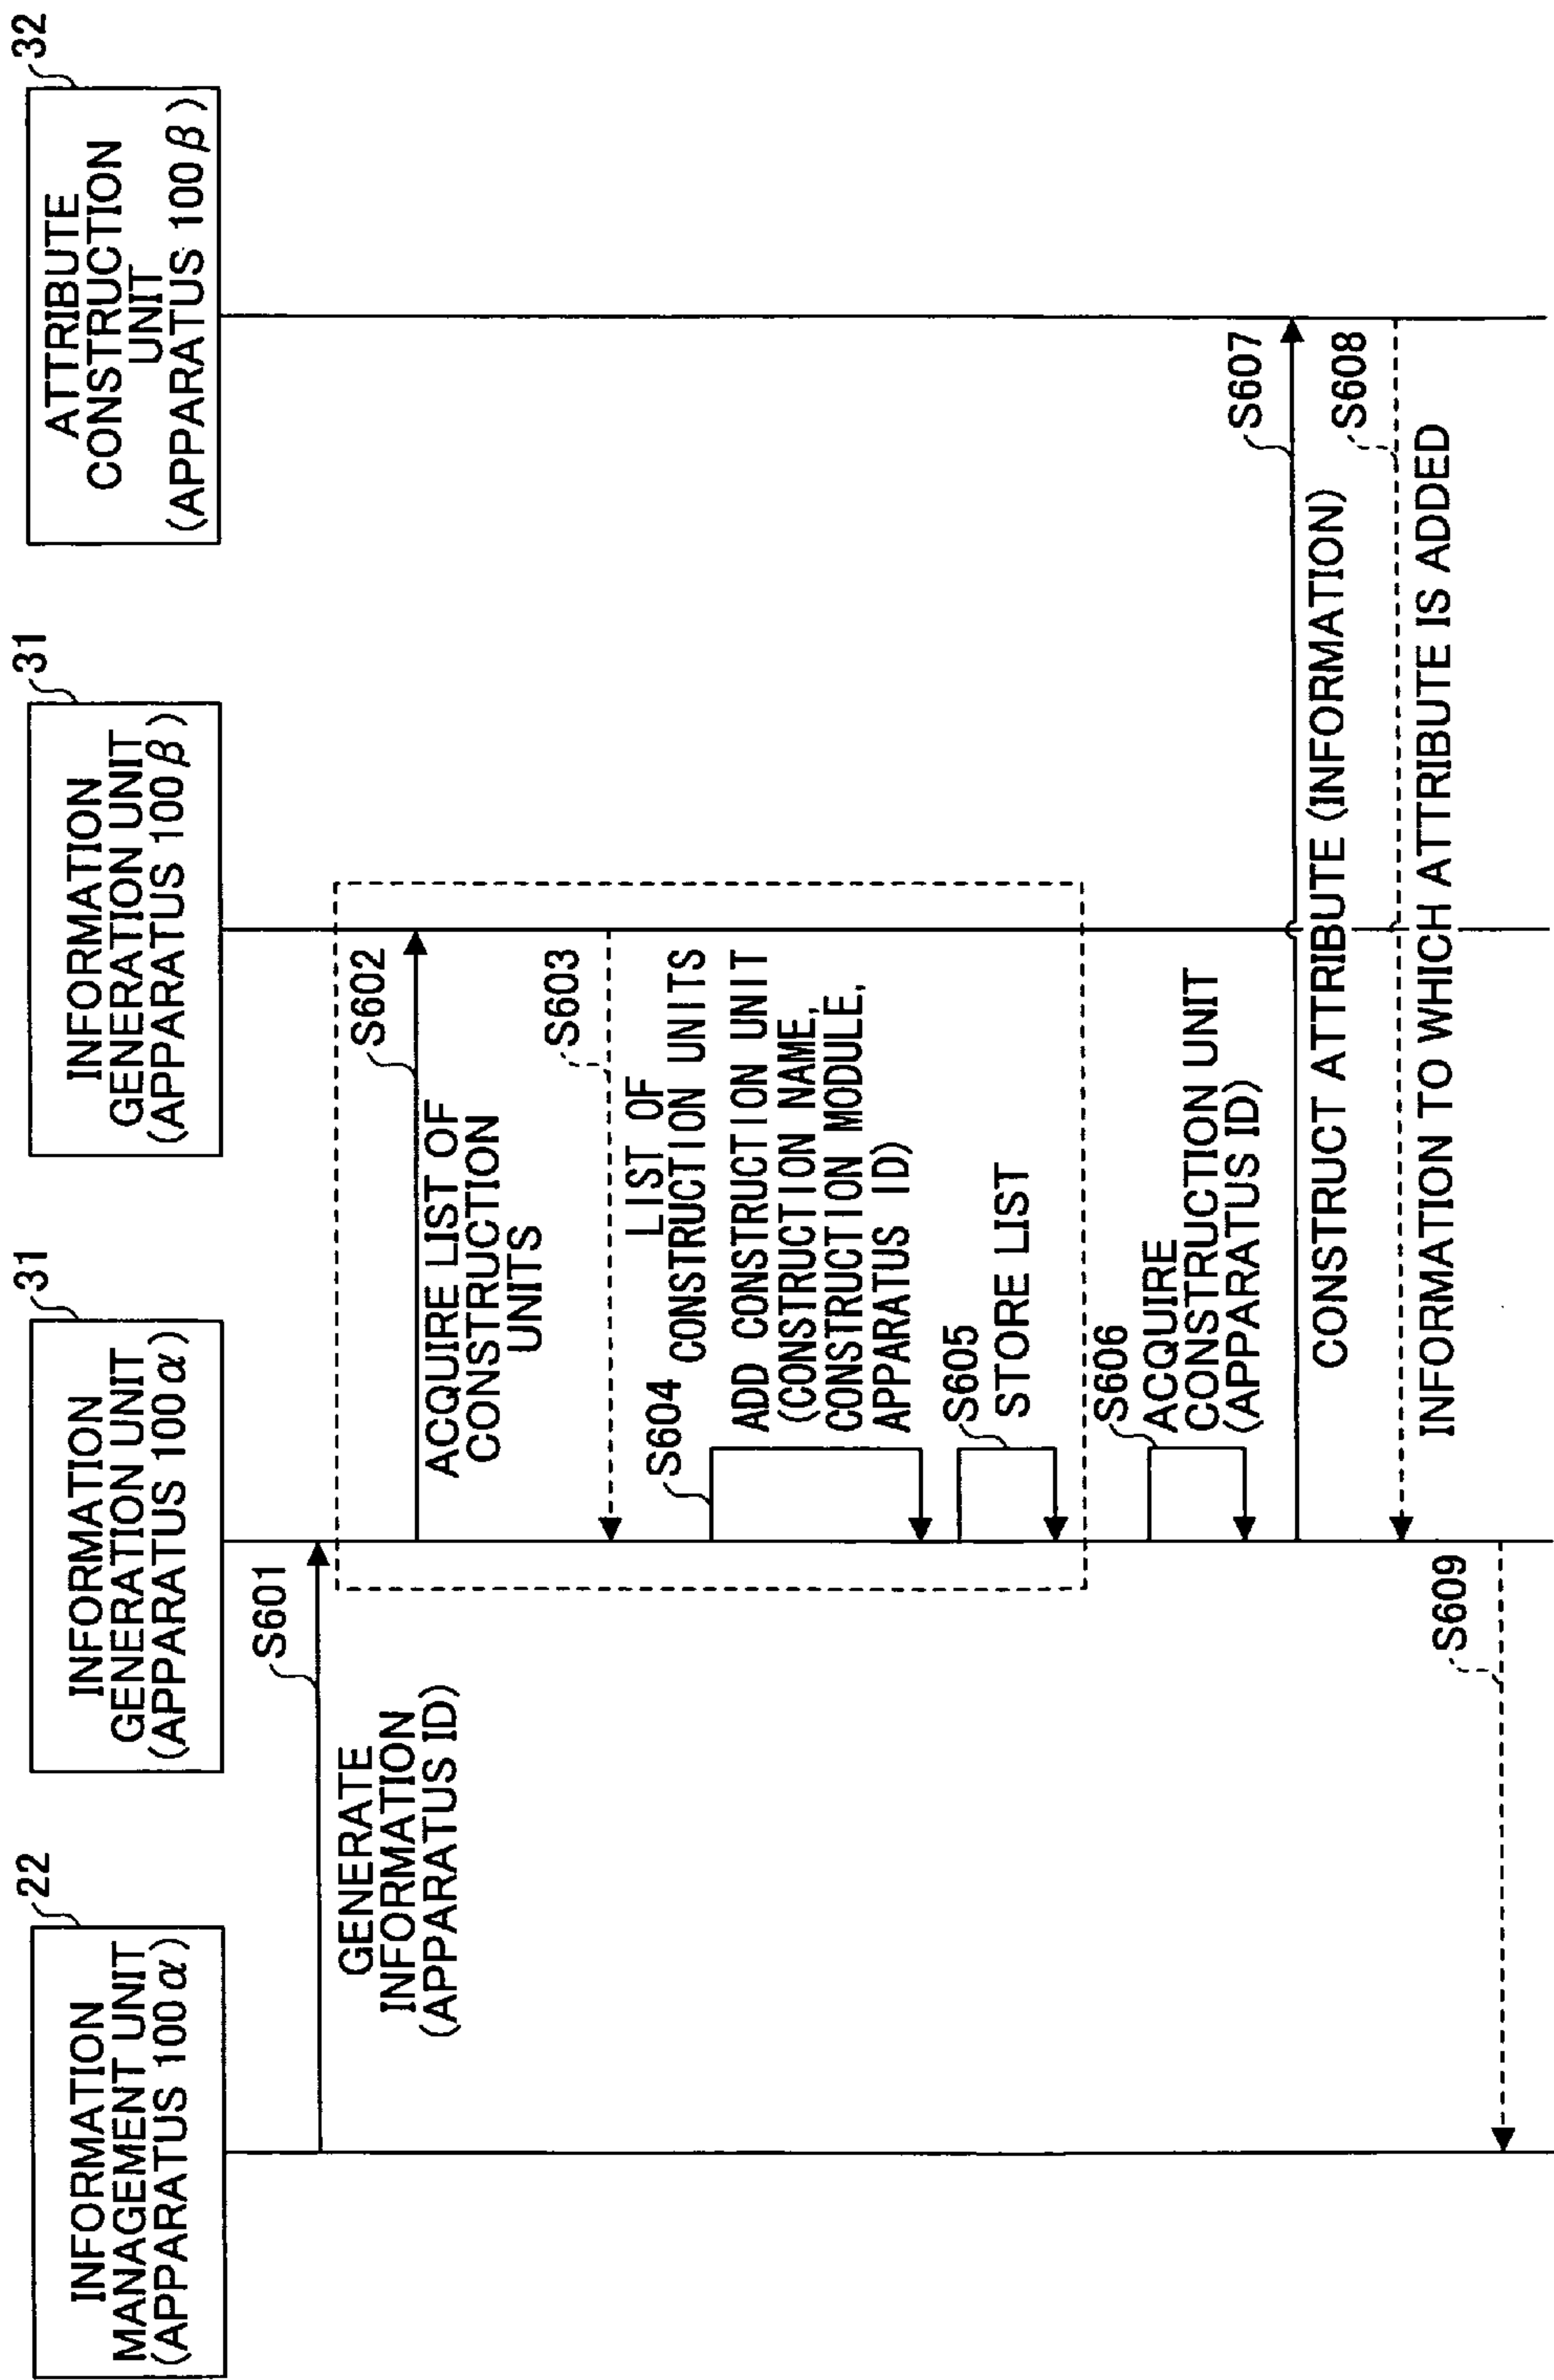 INFORMATION
MANAGEMENT UNIT
(APPARATUS 100α)
22
INFORMATION
GENERATION UNIT
(APPARATUS 100α)
31
INFORMATION
GENERATION UNIT
(APPARATUS 100β)
31
ATTRIBUTE
CONSTRUCTION
UNIT
(APPARATUS 100β)
32
S601
GENERATE
INFORMATION
(APPARATUS ID)
S602
ACQUIRE LIST OF
CONSTRUCTION
UNITS
S603
LIST OF
CONSTRUCTION UNITS
S604
ADD CONSTRUCTION UNIT
(CONSTRUCTION NAME,
CONSTRUCTION MODULE,
APPARATUS ID)
S605
STORE LIST
S606
ACQUIRE
CONSTRUCTION UNIT
(APPARATUS ID)
S607
CONSTRUCT ATTRIBUTE (INFORMATION)
S608
INFORMATION TO WHICH ATTRIBUTE IS ADDED
S609